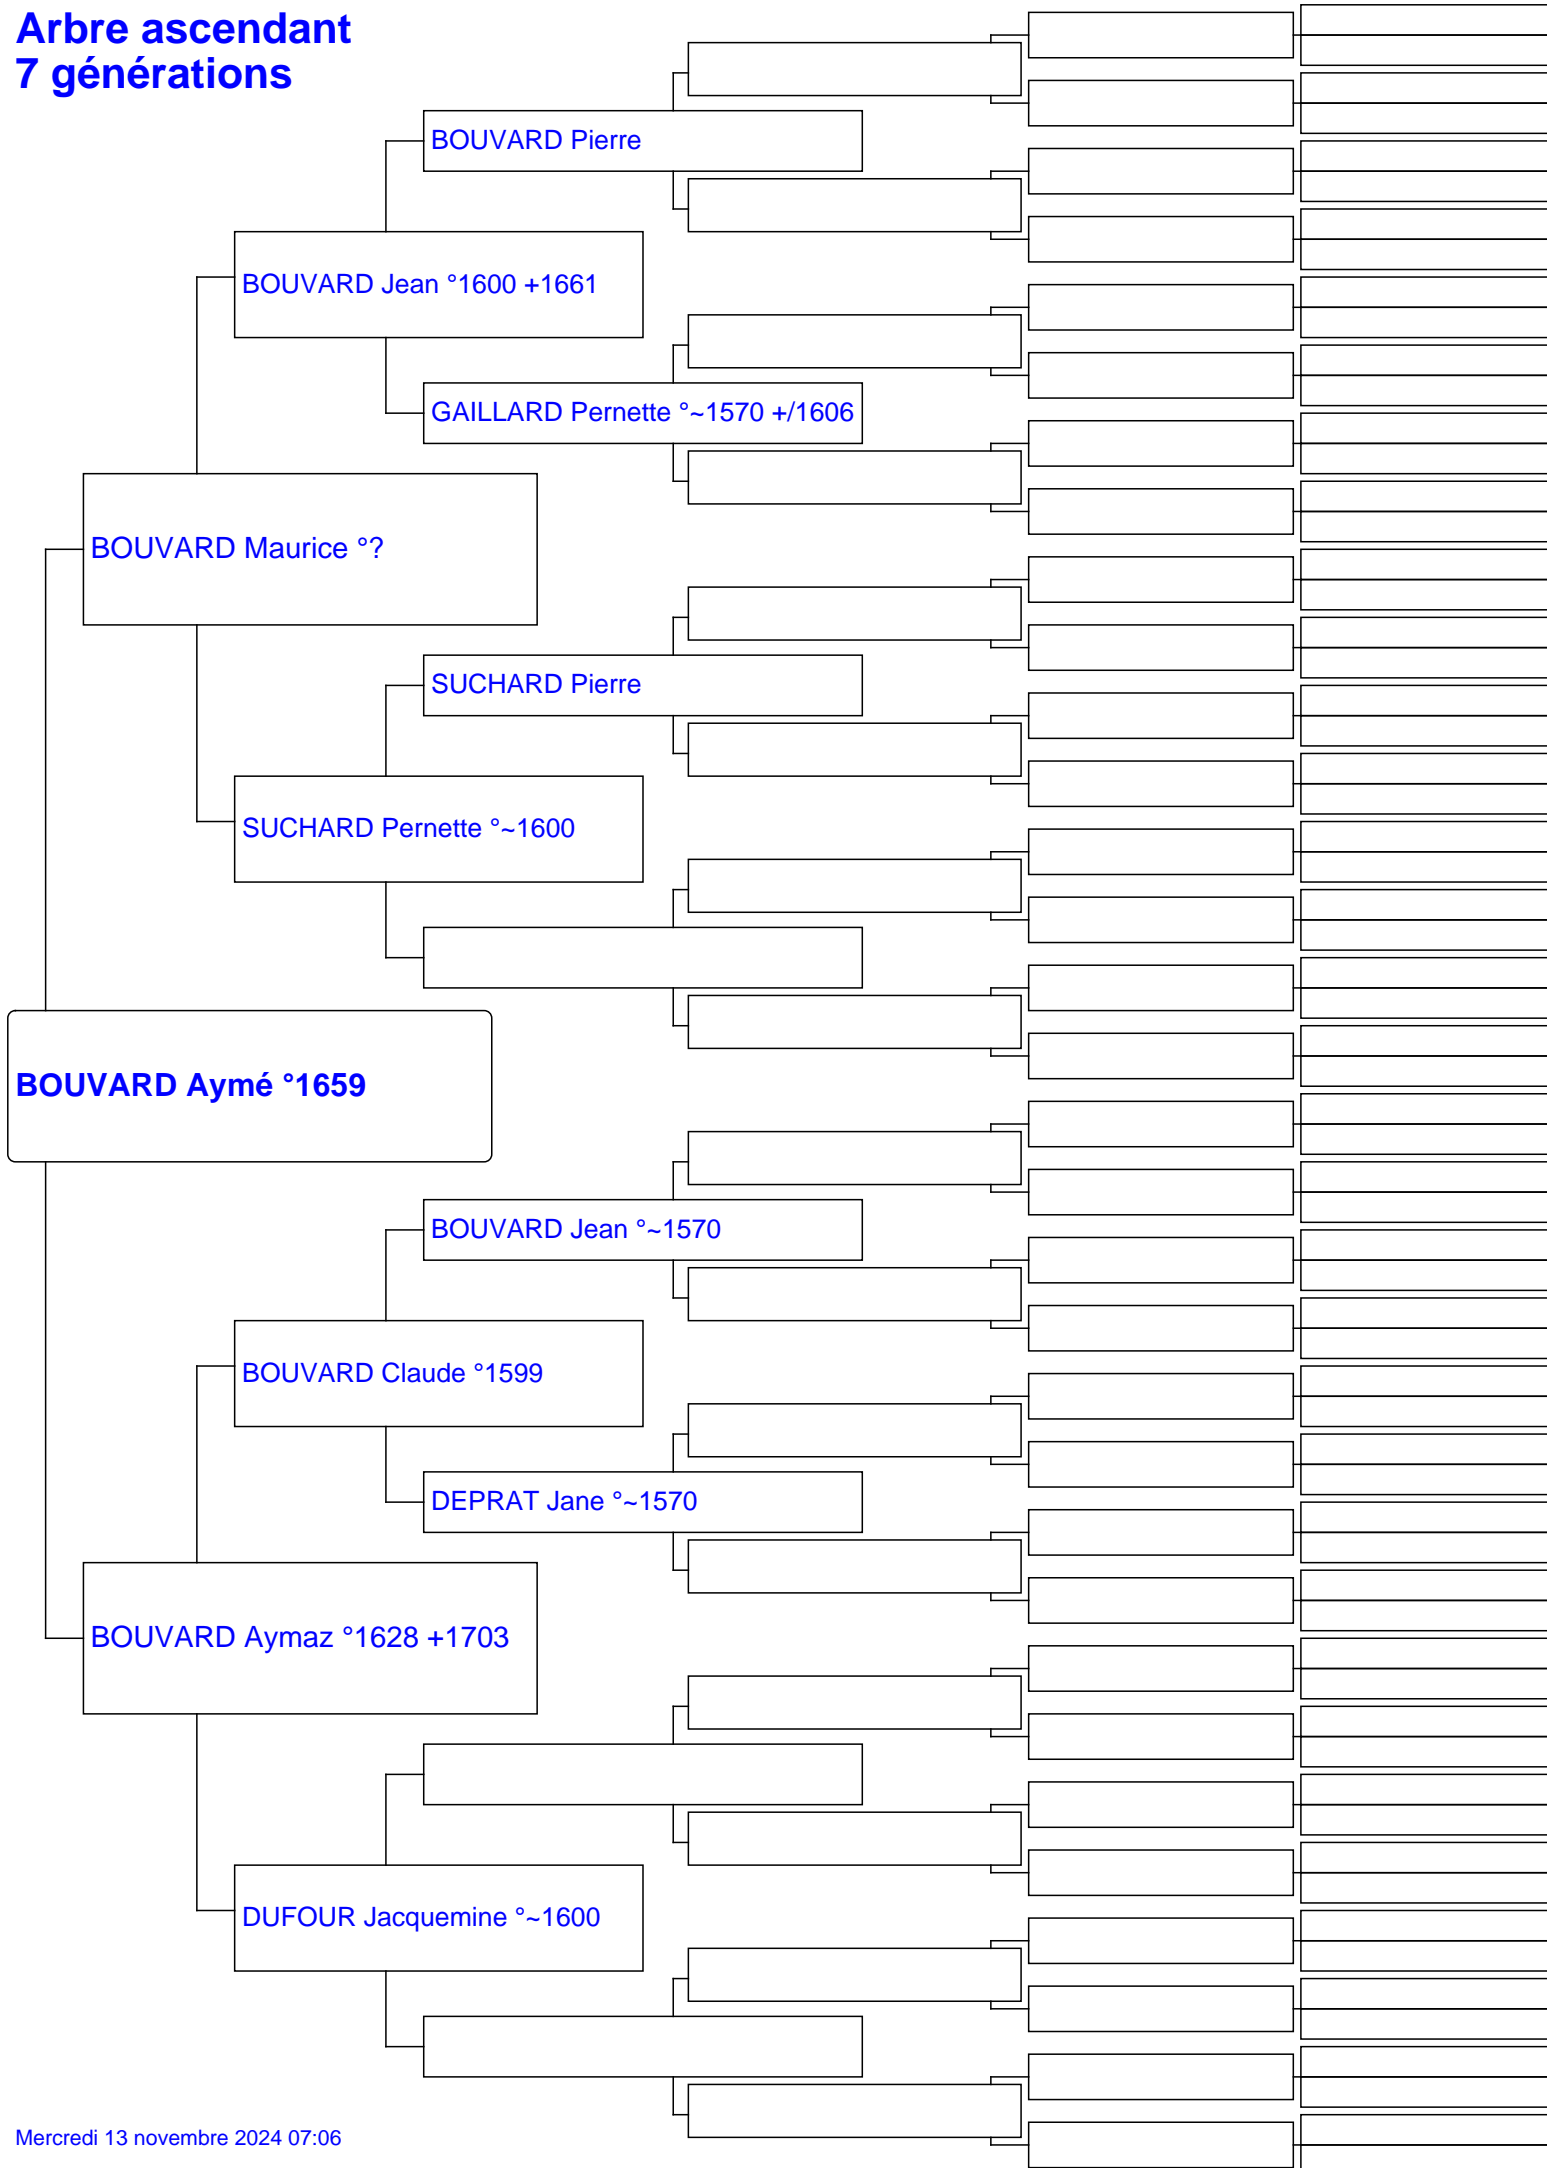 Arbre ascendant
7 générations
BOUVARD Pierre
BOUVARD Jean °1600 +1661
GAILLARD Pernette °~1570 +/1606
BOUVARD Maurice °?
SUCHARD Pierre
SUCHARD Pernette °~1600
BOUVARD Aymé °1659
BOUVARD Jean °~1570
BOUVARD Claude °1599
DEPRAT Jane °~1570
BOUVARD Aymaz °1628 +1703
DUFOUR Jacquemine °~1600
Mercredi 13 novembre 2024 07:06